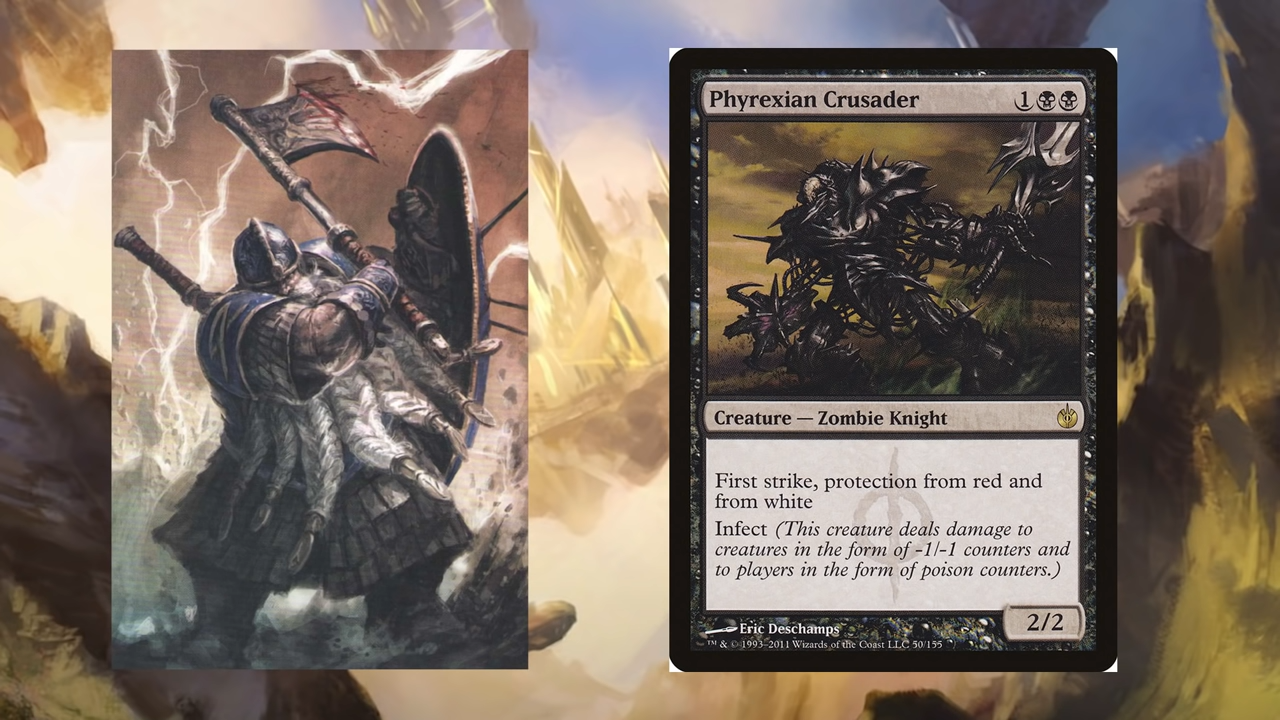 Phyrexian Crusader 1
Creature — Zombie Knight
First strike, protection from red and
from white
Infect (This creature deals damage to
creatures in the form of -1/-1 counters and
to players in the form of poison counters.)
2/2
Eric Deschamps
™ & © 1993–2011 Wizards of the Coast LLC 50/155